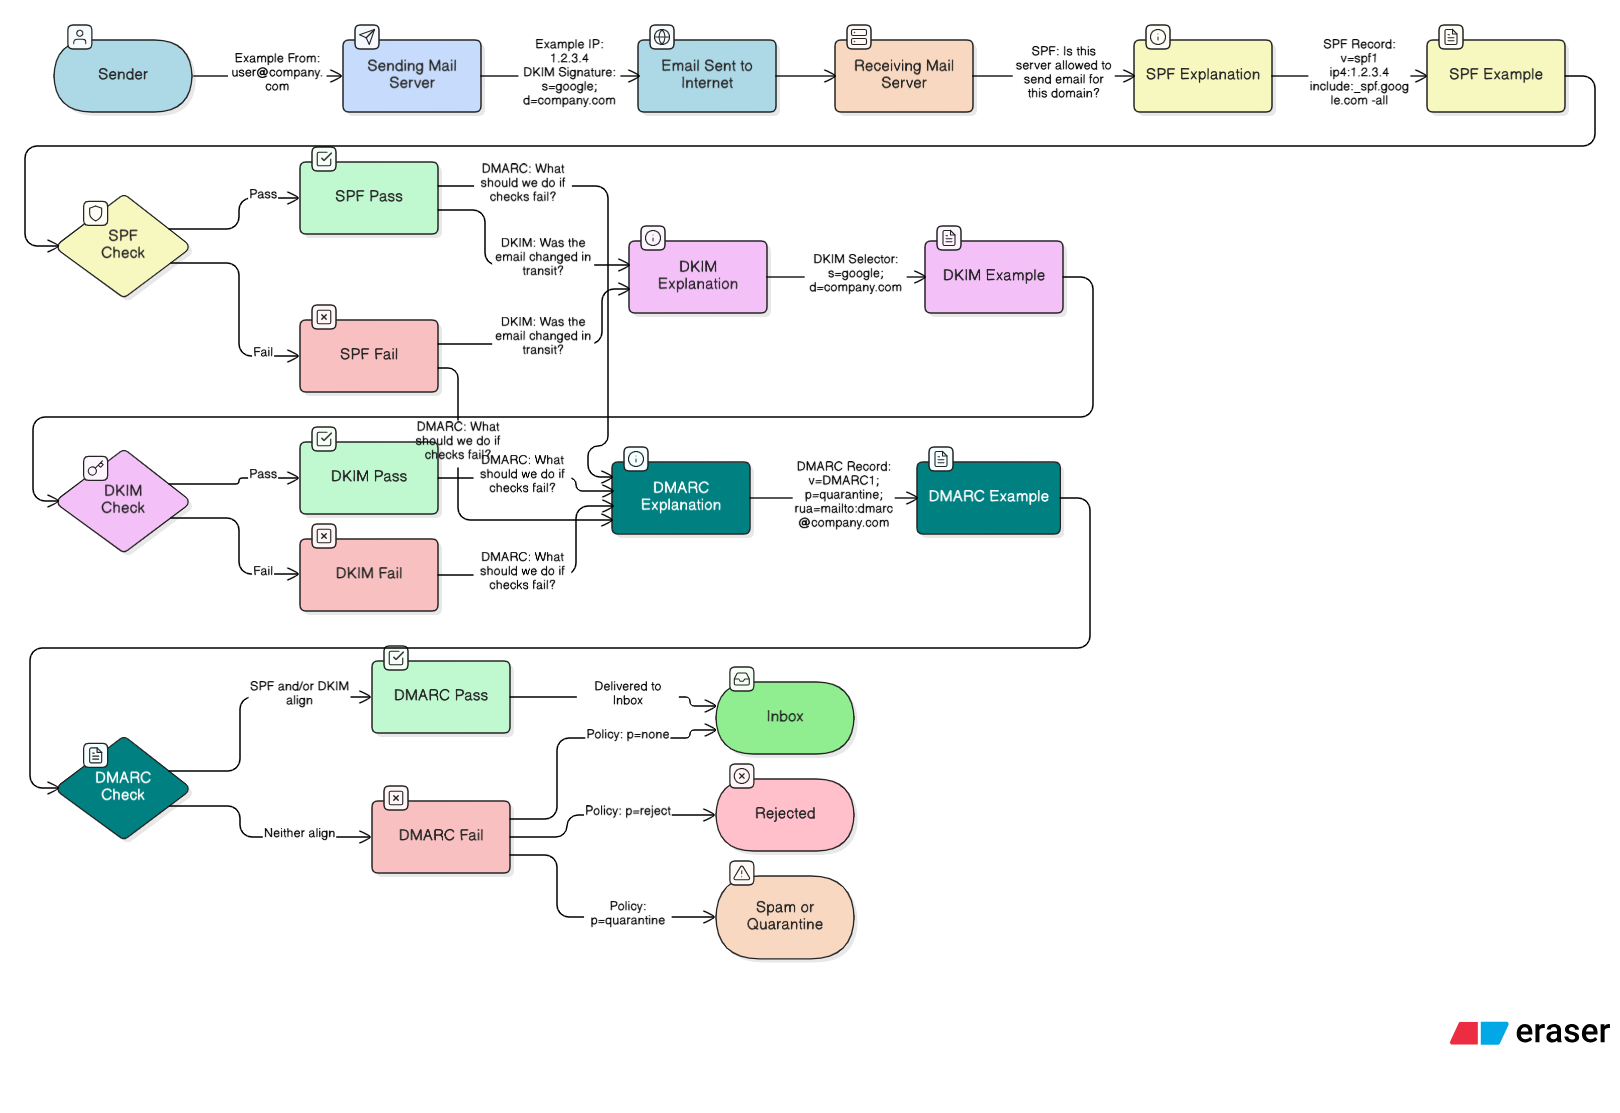 Sender
Example From:
user@company.
com
Sending Mail
Server
Example IP:
1.2.3.4
DKIM Signature:
s=google;
d=company.com
Email Sent to
Internet
Receiving Mail
Server
SPF: Is this
server allowed to
send email for
this domain?
SPF Explanation
SPF Record:
v=spf1
ip4:1.2.3.4
include:_spf.goog
le.com -all
SPF Example
SPF
Check
Pass
SPF Pass
DMARC: What
should we do if
checks fail?
DKIM: Was the
email changed in
transit?
Fail
SPF Fail
DKIM: Was the
email changed in
transit?
DKIM
Explanation
DKIM Selector:
s=google;
d=company.com
DKIM Example
DMARC: What
should we do if
checks fail?
DKIM
Check
Pass
DKIM Pass
DMARC: What
should we do if
checks fail?
Fail
DKIM Fail
DMARC: What
should we do if
checks fail?
DMARC
Explanation
DMARC Record:
v=DMARC1;
p=quarantine;
rua=mailto:dmarc
@company.com
DMARC Example
DMARC
Check
SPF and/or DKIM
align
DMARC Pass
Delivered to
Inbox
Inbox
Neither align
DMARC Fail
Policy: p=none
Policy: p=reject
Rejected
Policy:
p=quarantine
Spam or
Quarantine
eraser